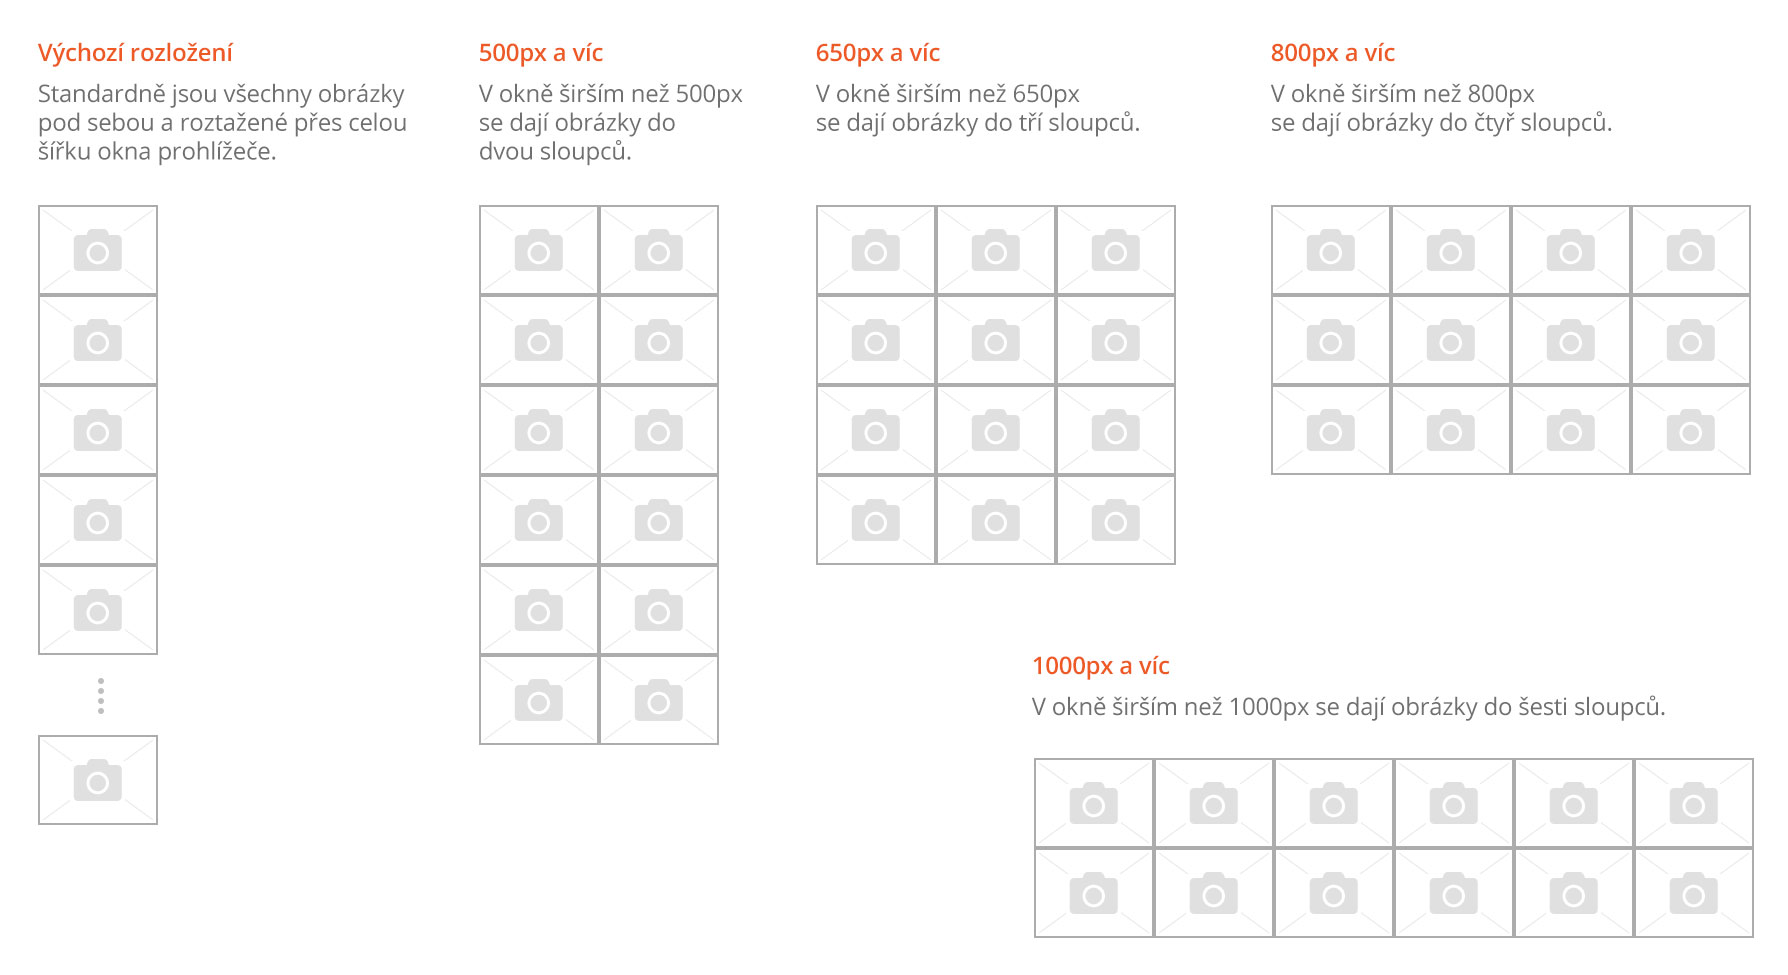 Výchozí rozložení
Standardně jsou všechny obrázky
pod sebou a roztažené přes celou
šířku okna prohlížeče.
500px a víc
V okně širším než 500px
se dají obrázky do
dvou sloupců.
650px a víc
V okně širším než 650px
se dají obrázky do tří sloupců.
800px a víc
V okně širším než 800px
se dají obrázky do čtyř sloupců.
1000px a víc
V okně širším než 1000px se dají obrázky do šesti sloupců.